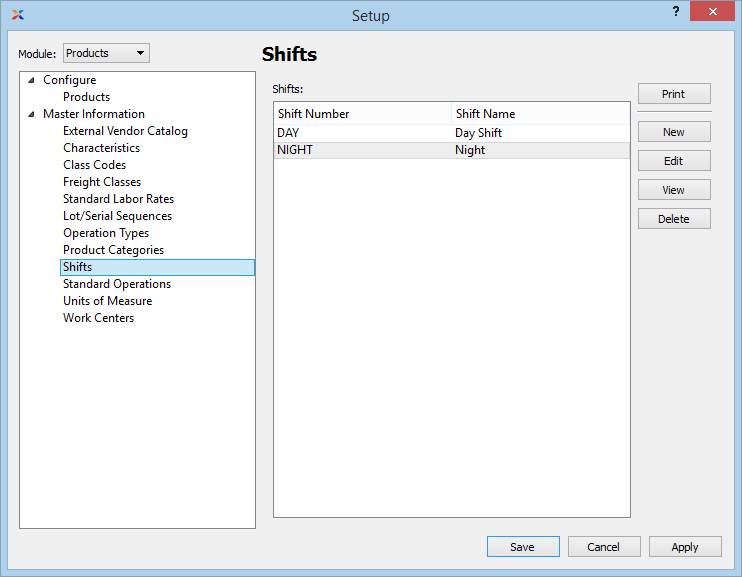 Setup
?
Module: Products
Configure
Products
Master Information
External Vendor Catalog
Characteristics
Class Codes
Freight Classes
Standard Labor Rates
Lot/Serial Sequences
Operation Types
Product Categories
Shifts
Standard Operations
Units of Measure
Work Centers
Shifts
Shifts:
Shift Number Shift Name
DAY Day Shift
NIGHT Night
Print
New
Edit
View
Delete
Save Cancel Apply